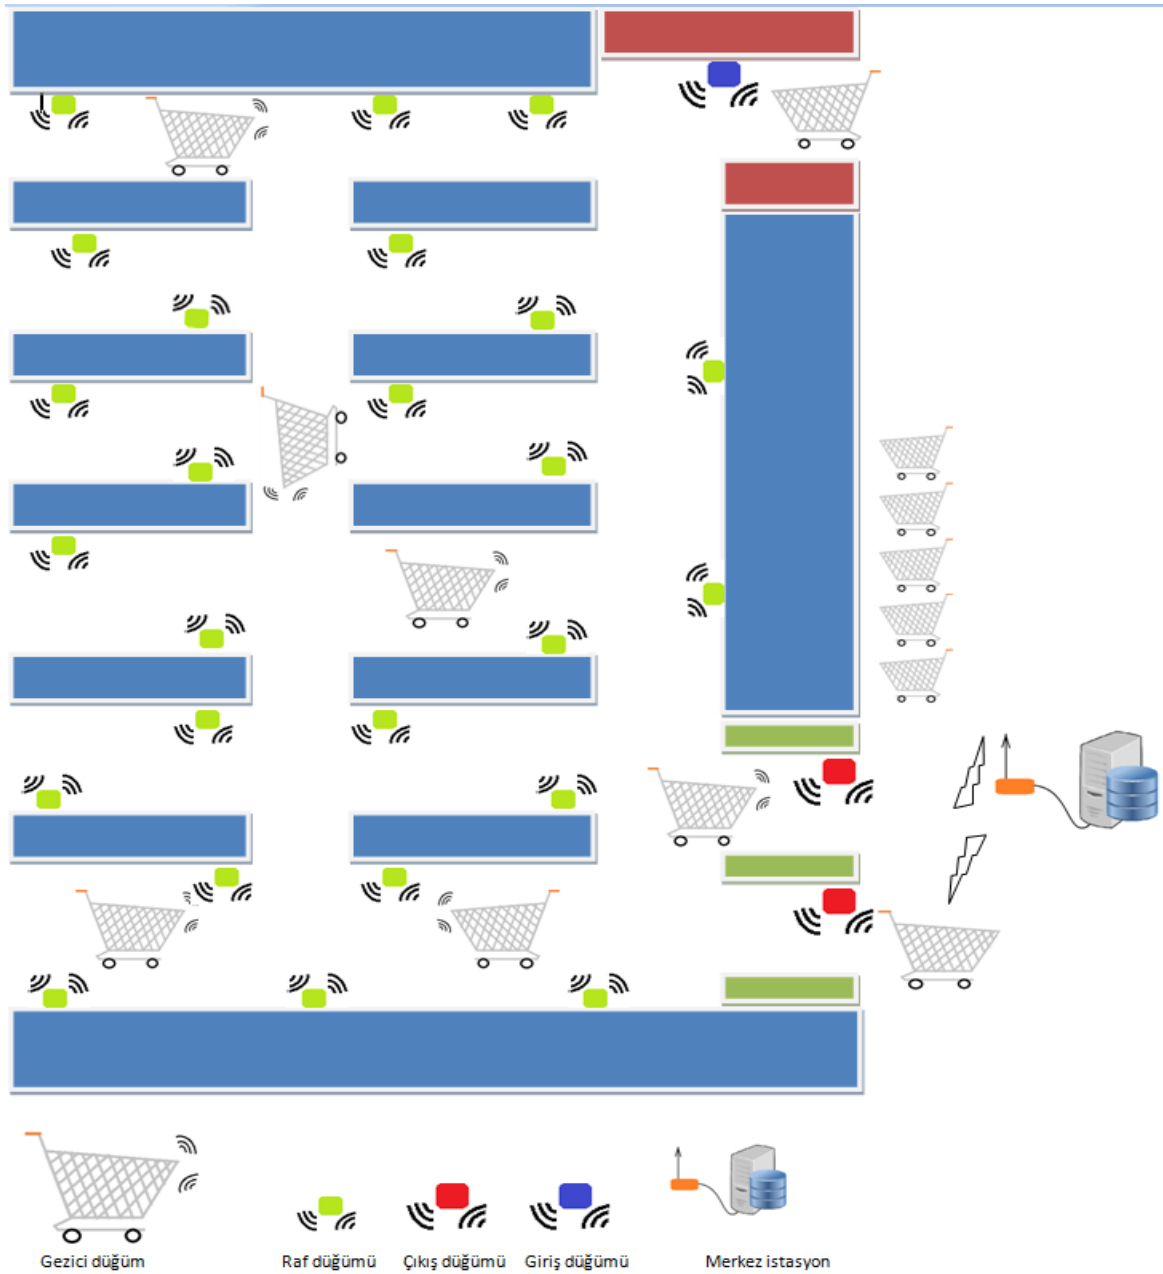 Gezici düğüm
Raf düğümü
Çıkış düğümü
Giriş düğümü
Merkez istasyon